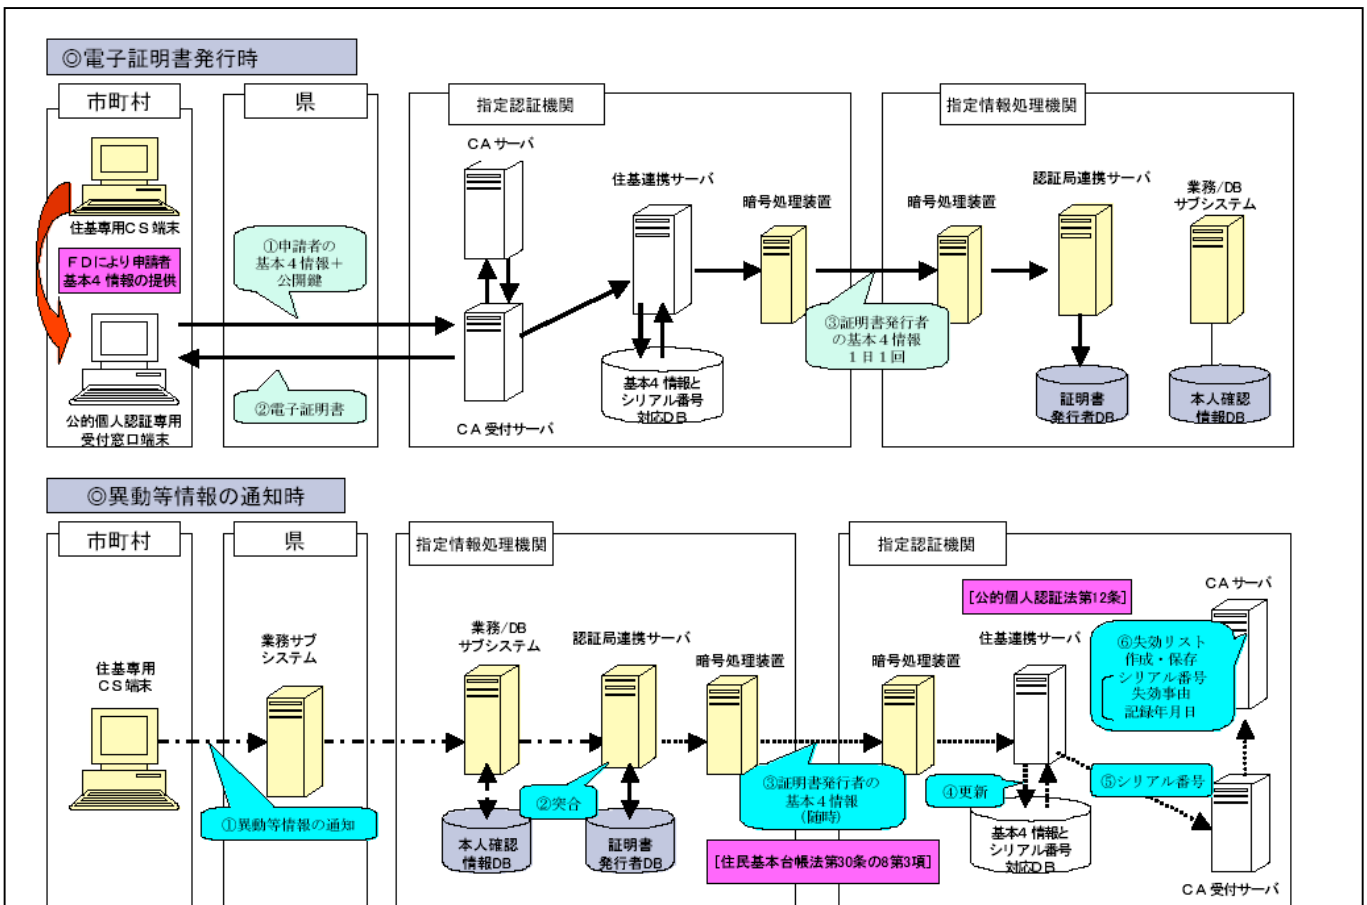 ◎電子証明書発行時
市町村
県
指定認証機関
指定情報処理機関
CAサーバ
住基連携サーバ
暗号処理装置
暗号処理装置
認証局連携サーバ
業務/DB
サブシステム
住基専用CS端末
FDにより申請者
基本4情報の提供
①申請者の
基本4情報＋
公開鍵
③証明書発行者
の基本4情報
1日1回
②電子証明書
公的個人認証専用
受付窓口端末
CA受付サーバ
基本4情報と
シリアル番号
対応DB
証明書
発行者DB
本人確認
情報DB
◎異動等情報の通知時
市町村
県
指定情報処理機関
指定認証機関
[公的個人認証法第12条]
CAサーバ
業務/DB
サブシステム
認証局連携サーバ
住基連携サーバ
業務サブ
システム
暗号処理装置
暗号処理装置
住基専用
CS端末
⑥失効リスト
作成・保存
シリアル番号
失効事由
記録年月日
①異動等情報の通知
②突合
③証明書発行者の
基本4情報
(随時)
④更新
⑤シリアル番号
本人確認
情報DB
証明書
発行者DB
基本4情報と
シリアル番号
対応DB
[住民基本台帳法第30条の8第3項]
CA受付サーバ